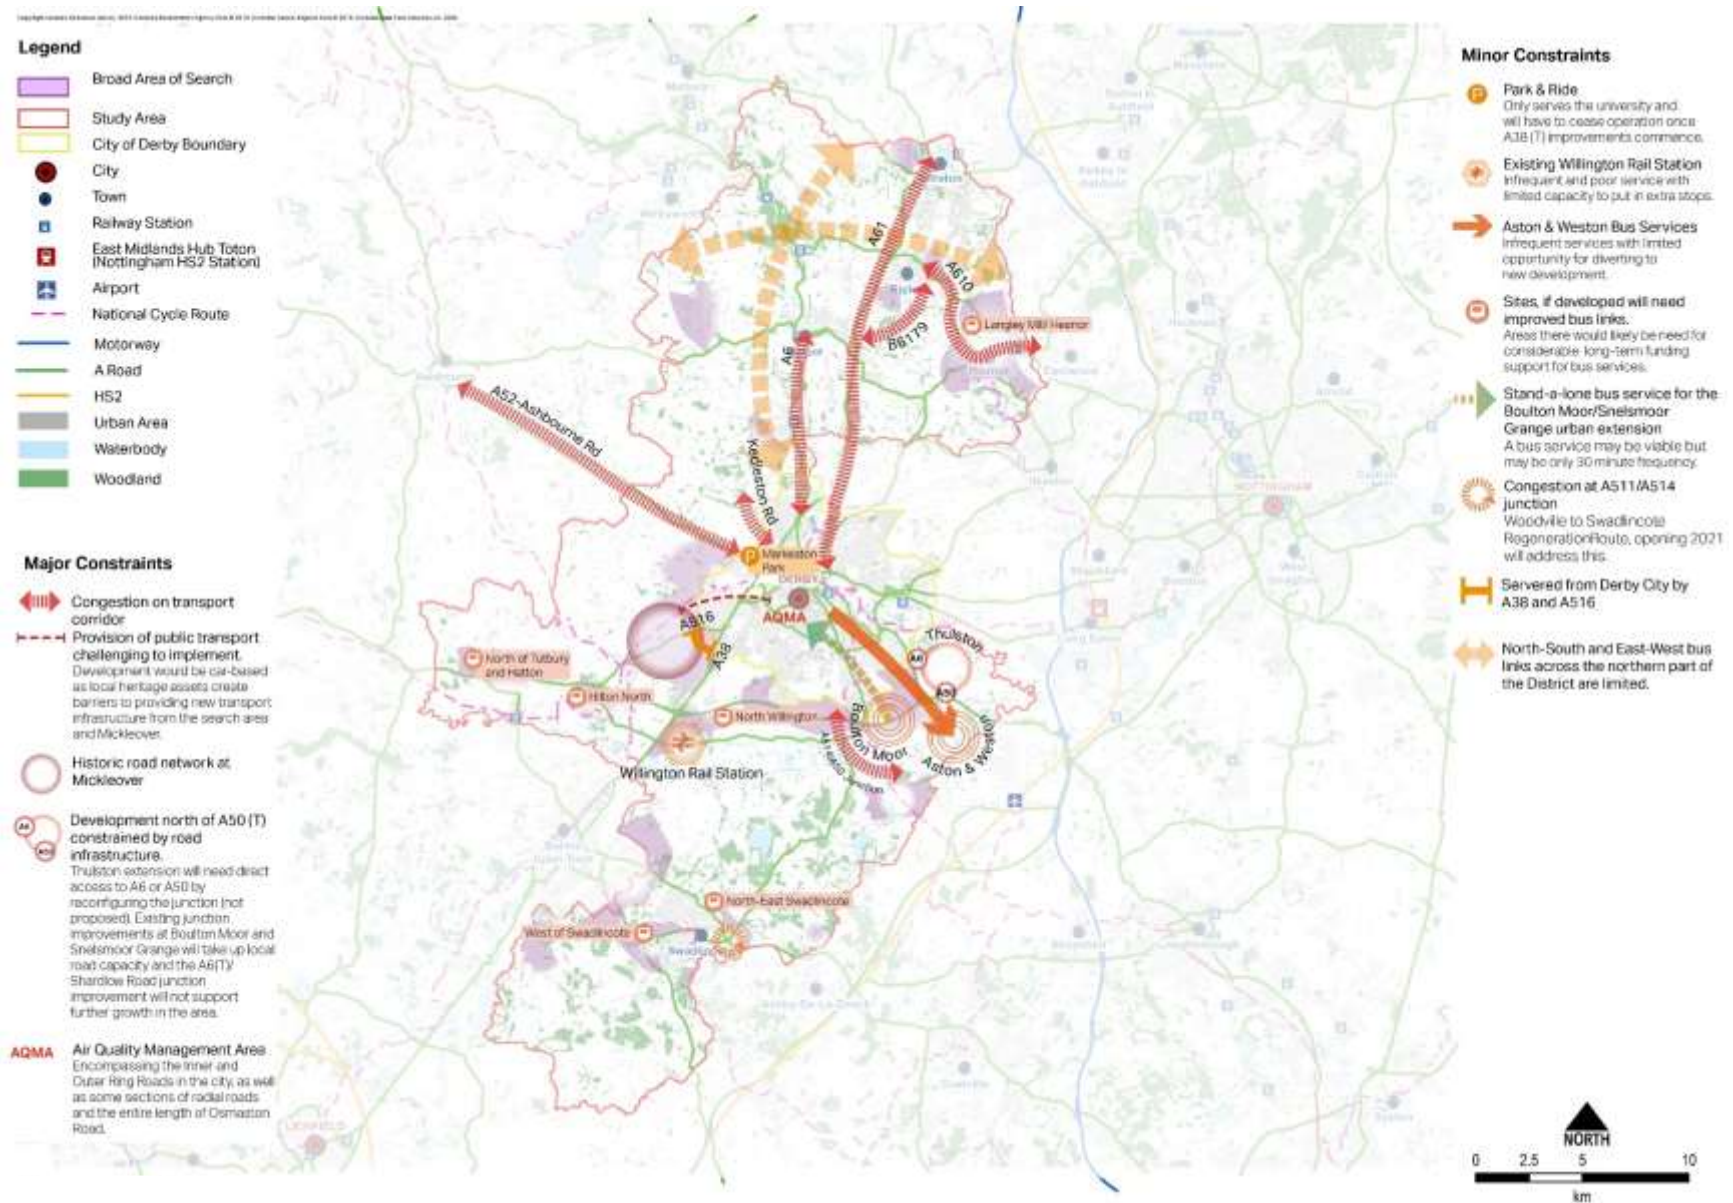 Legend
Broad Area of Search
Study Area
City of Derby Boundary
City
Town
Railway Station
East Midlands Hub Toton
(Nottingham HS2 Station)
Airport
National Cycle Route
Motorway
A Road
HS2
Urban Area
Waterbody
Woodland
Major Constraints
Congestion on transport
corridor
Provision of public transport
challenging to implement.
Development would be car-based
as local heritage assets create
barriers to providing new transport
infrastructure from the search area
and Mickleover.
Historic road network at
Mickleover
A6
A50
Development north of A50 (T)
constrained by road
infrastructure.
Thulston extension will need direct
access to A6 or A50 by
reconfiguring the junction (not
proposed). Existing junction
improvements at Boulton Moor and
Snelsmoor Grange will take up local
road capacity and the A6(T)/
Shardlow Road junction
improvement will not support
further growth in the area.
AQMA
Air Quality Management Area
Encompassing the Inner and
Outer Ring Roads in the city, as well
as some sections of radial roads
and the entire length of Osmaston
Road.
A61
A610
B6179
Langley Mill/ Heanor
A6
A52-Ashbourne Rd
Kedleston Rd
P
Markeaton
Park
DERBY
AQMA
A516
A38
Thulston
A6
A50
North of Tutbury
and Hatton
Hilton North
North Willington
Willington Rail Station
Boulton Moor
Aston & Weston
Junction
North-East Swadlincote
West of Swadlincote
NOTTINGHAM
LICHFIELD
Minor Constraints
P
Park & Ride
Only serves the university and
will have to cease operation once
A38 (T) improvements commence.
Existing Willington Rail Station
Infrequent and poor service with
limited capacity to put in extra stops.
Aston & Weston Bus Services
Infrequent services with limited
opportunity for diverting to
new development.
Sites, if developed will need
improved bus links.
Areas there would likely be need for
considerable long-term funding
support for bus services.
Stand-a-lone bus service for the
Boulton Moor/Snelsmoor
Grange urban extension
A bus service may be viable but
may be only 30 minute frequency.
Congestion at A511/A514
junction
Woodville to Swadlincote
RegenerationRoute, opening 2021
will address this.
Servered from Derby City by
A38 and A516
North-South and East-West bus
links across the northern part of
the District are limited.
NORTH
0 2.5 5 10
km